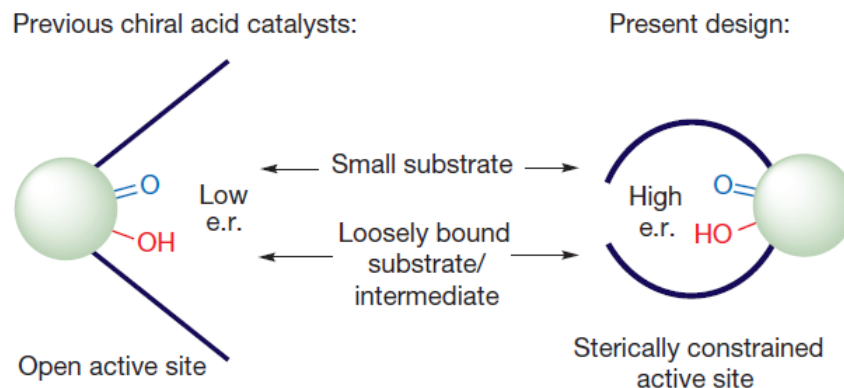 Previous chiral acid catalysts:
Present design:
O
OH
Low
e.r.
Small substrate
Loosely bound
substrate/
intermediate
High
e.r.
O
HO
Open active site
Sterically constrained
active site